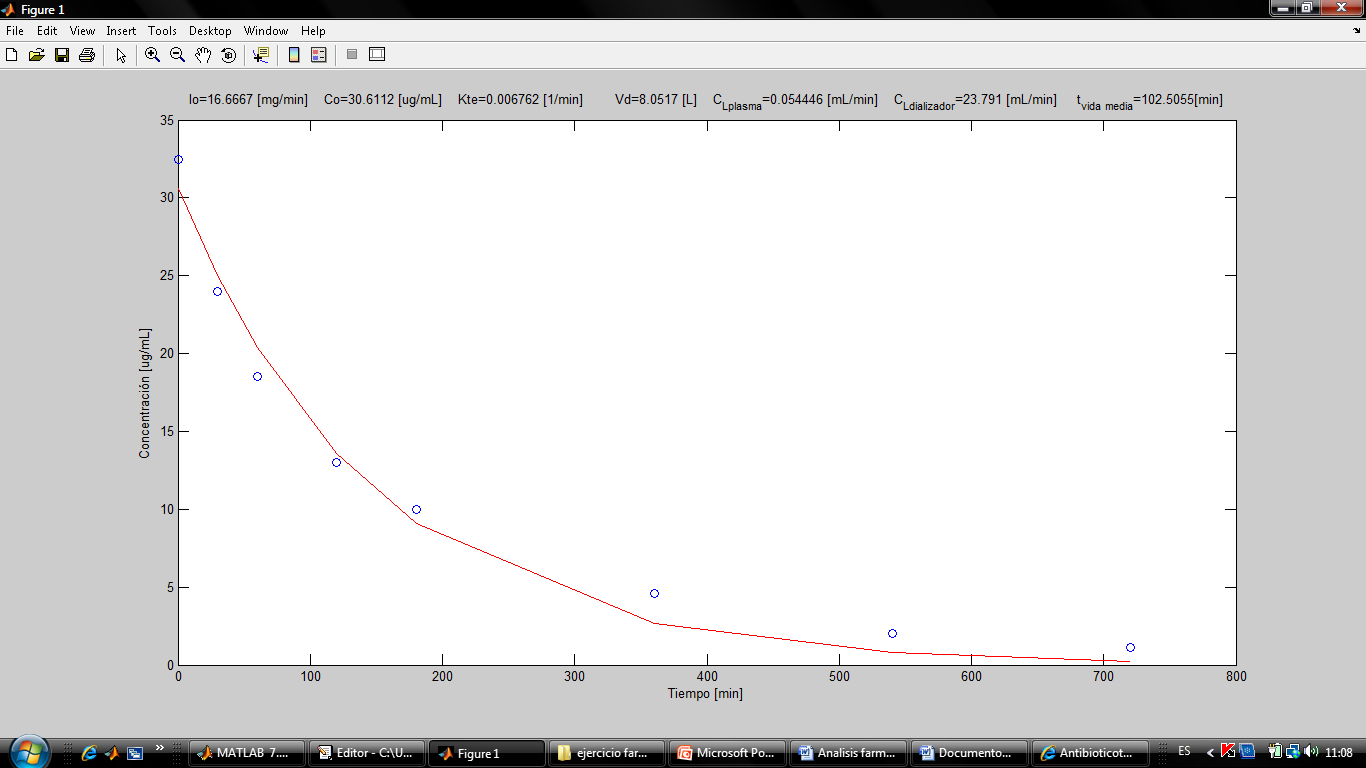 Figure 1
File Edit View Insert Tools Desktop Window Help
Io=16.6667 [mg/min] Co=30.6112 [ug/mL] Kte=0.006762 [1/min] Vd=8.0517 [L] CLplasma=0.054446 [mL/min] CLdializador=23.791 [mL/min] tvida media=102.5055[min]
35
30
25
20
15
10
5
0
Concentración [ug/mL]
0 100 200 300 400 500 600 700 800
Tiempo [min]
MATLAB 7.... Editor - C:\U... Figure 1 ejercicio far... Microsoft Po... Analisis farm... Documento... Antibioticot... ES 11:08